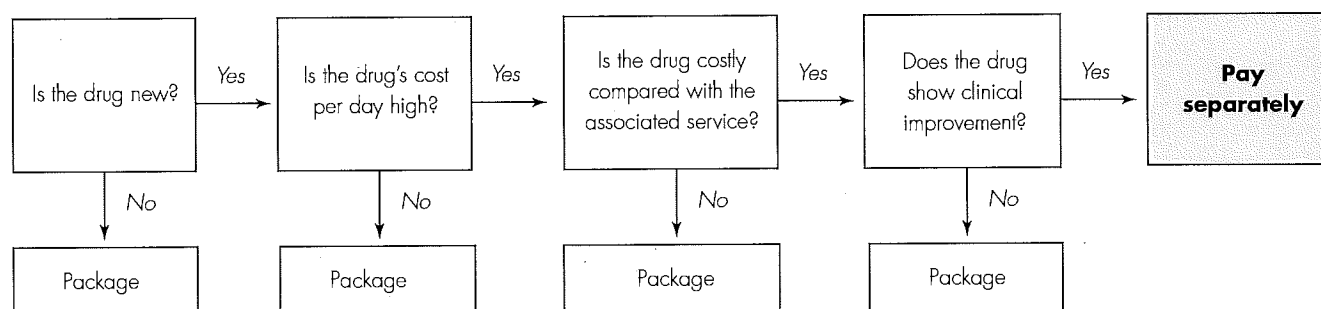 Is the drug new?
Yes
Is the drug's cost
per day high?
Yes
Is the drug costly
compared with the
associated service?
Yes
Does the drug
show clinical
improvement?
Yes
Pay
separately
No
No
No
No
Package
Package
Package
Package